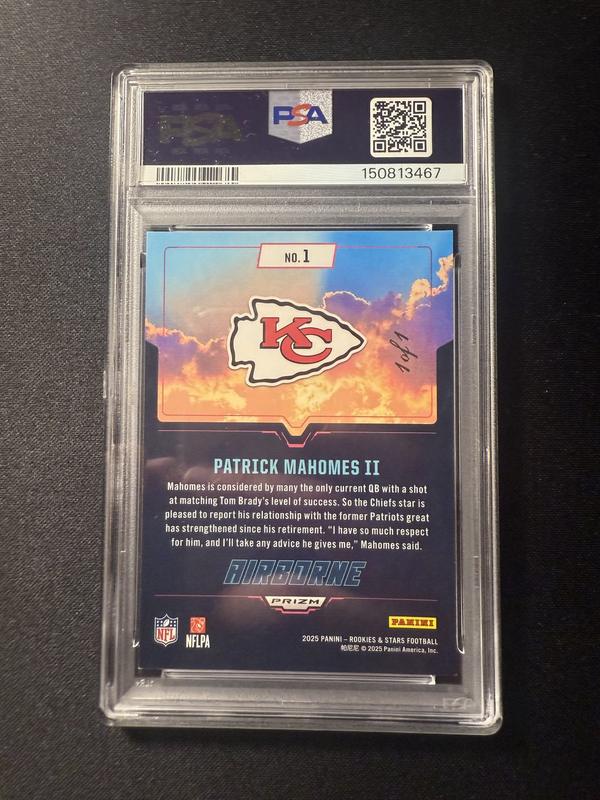 PSA
PSA
150813467
NO. 1
KC
1 of 1
PATRICK MAHOMES II
Mahomes is considered by many the only current QB with a shot
at matching Tom Brady's level of success. So the Chiefs star is
pleased to report his relationship with the former Patriots great
has strengthened since his retirement. "I have so much respect
for him, and I'll take any advice he gives me," Mahomes said.
AIRBORNE
PRIZM
NFL
NFLPA
PANINI
2025 PANINI – ROOKIES & STARS FOOTBALL
帕尼尼 © 2025 Panini America, Inc.